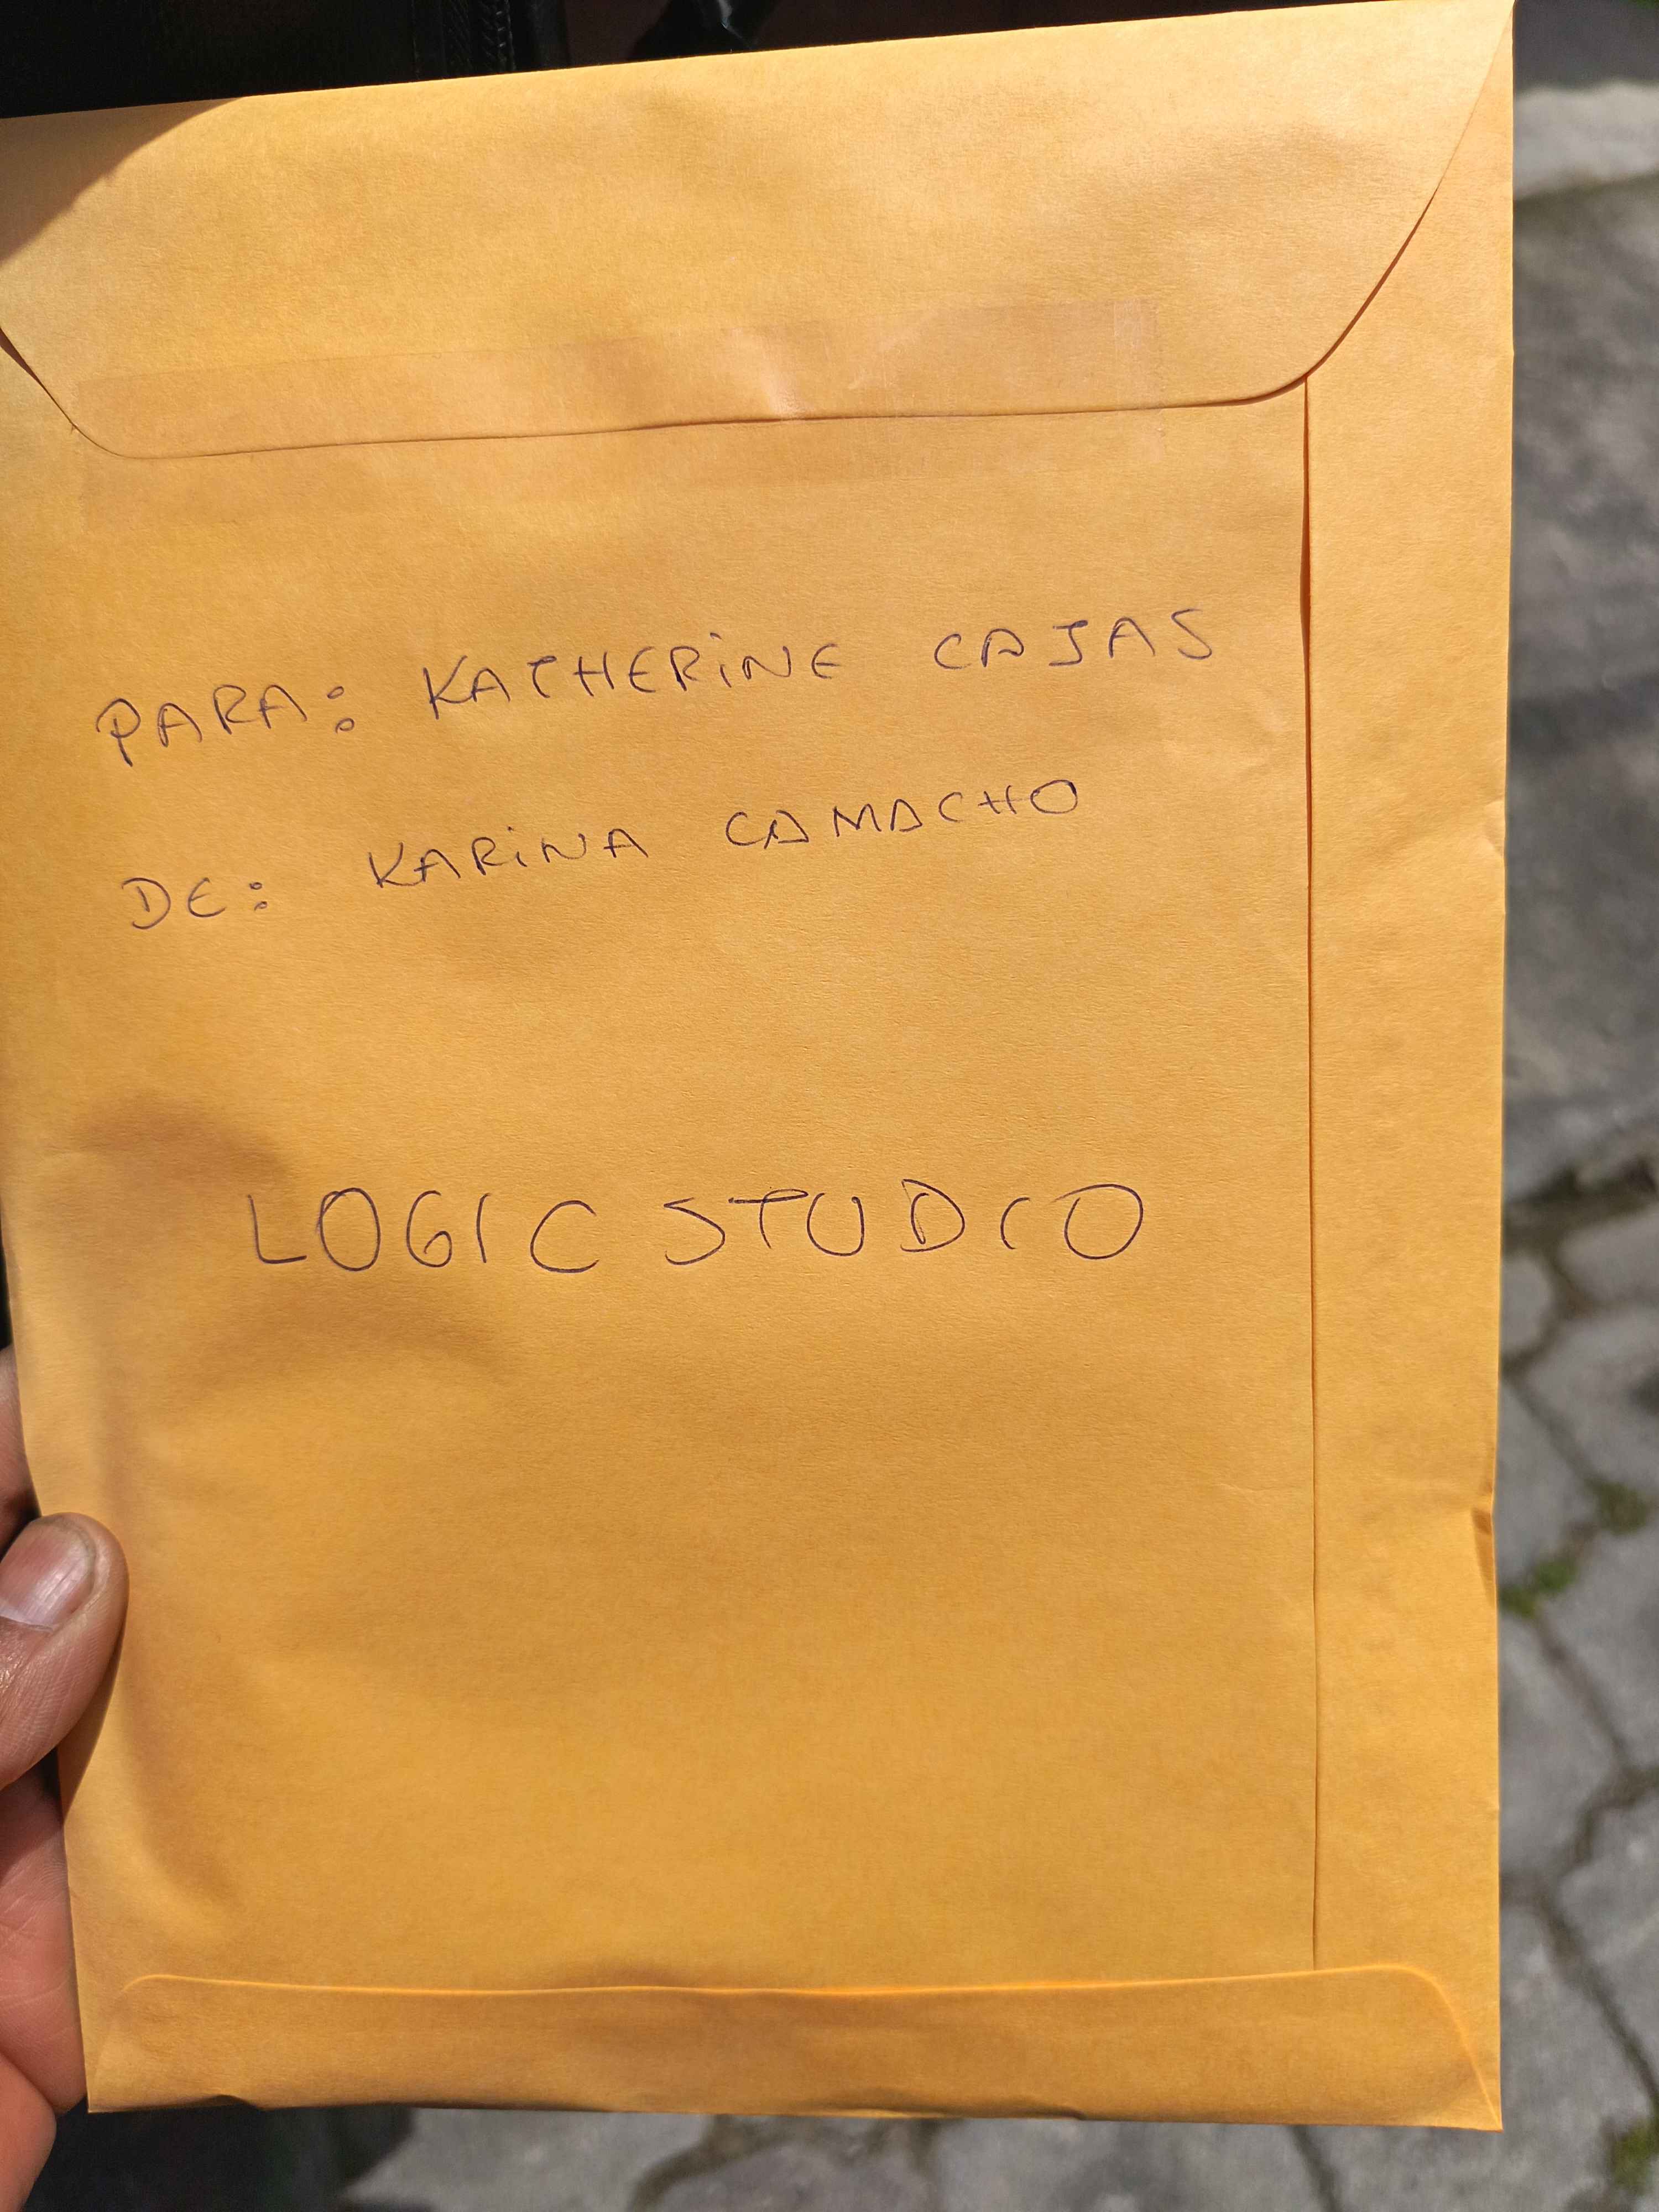 PARA: KATHERINE CAJAS
DE: KARINA CAMACHO
LOGIC STUDIO